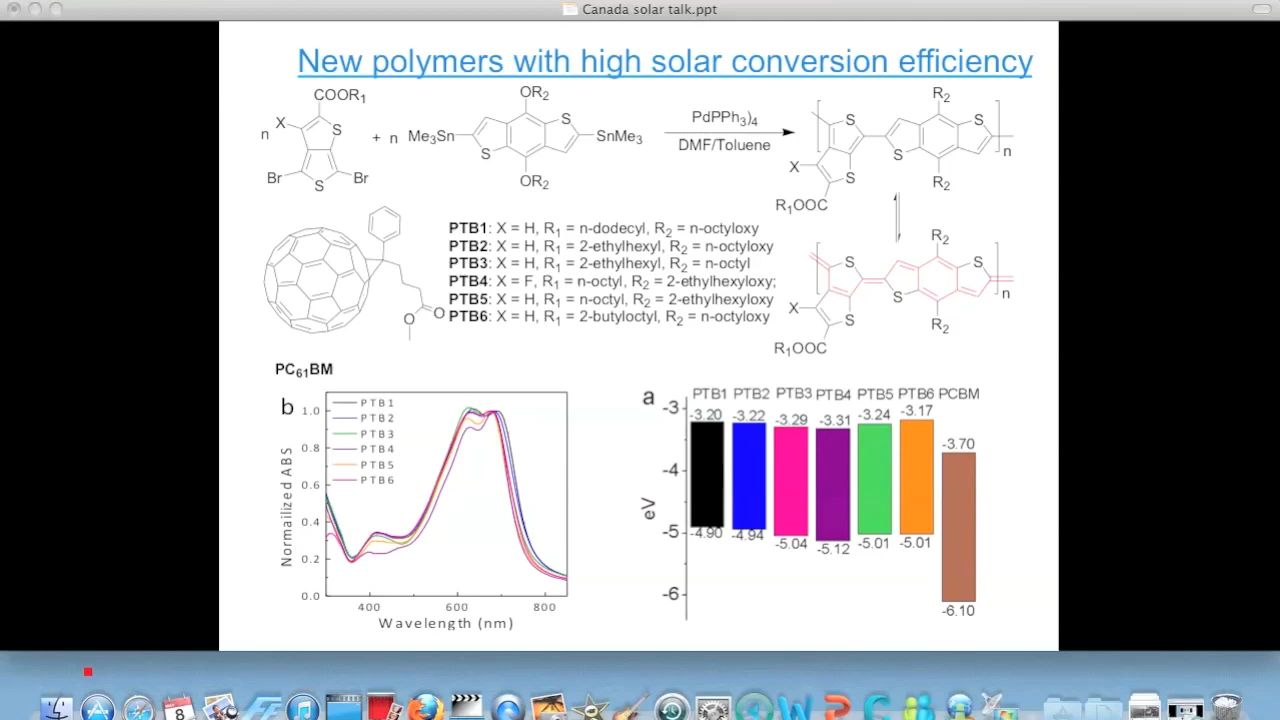 Canada solar talk.ppt
New polymers with high solar conversion efficiency
COOR1
X
S
n
Br
S
Br
+ n
OR2
Me3Sn
S
SnMe3
S
OR2
PdPPh3)4
DMF/Toluene
R2
S
S
S
n
X
S
R2
R1OOC
PTB1: X = H, R1 = n-dodecyl, R2 = n-octyloxy
PTB2: X = H, R1 = 2-ethylhexyl, R2 = n-octyloxy
PTB3: X = H, R1 = 2-ethylhexyl, R2 = n-octyl
PTB4: X = F, R1 = n-octyl, R2 = 2-ethylhexyloxy;
PTB5: X = H, R1 = n-octyl, R2 = 2-ethylhexyloxy
PTB6: X = H, R1 = 2-butyloctyl, R2 = n-octyloxy
O
O
PC61BM
R2
S
S
S
n
X
S
R2
R1OOC
b
PTB1
PTB2
PTB3
PTB4
PTB5
PTB6
1.0
0.8
0.6
0.4
0.2
0.0
Normailized ABS
400 600 800
Wavelength (nm)
a
PTB1 PTB2 PTB3 PTB4 PTB5 PTB6 PCBM
-3
-4
-5
-6
eV
-3.20 -3.22 -3.29 -3.31 -3.24 -3.17 -3.70
-4.90 -4.94 -5.04 -5.12 -5.01 -5.01 -6.10
8